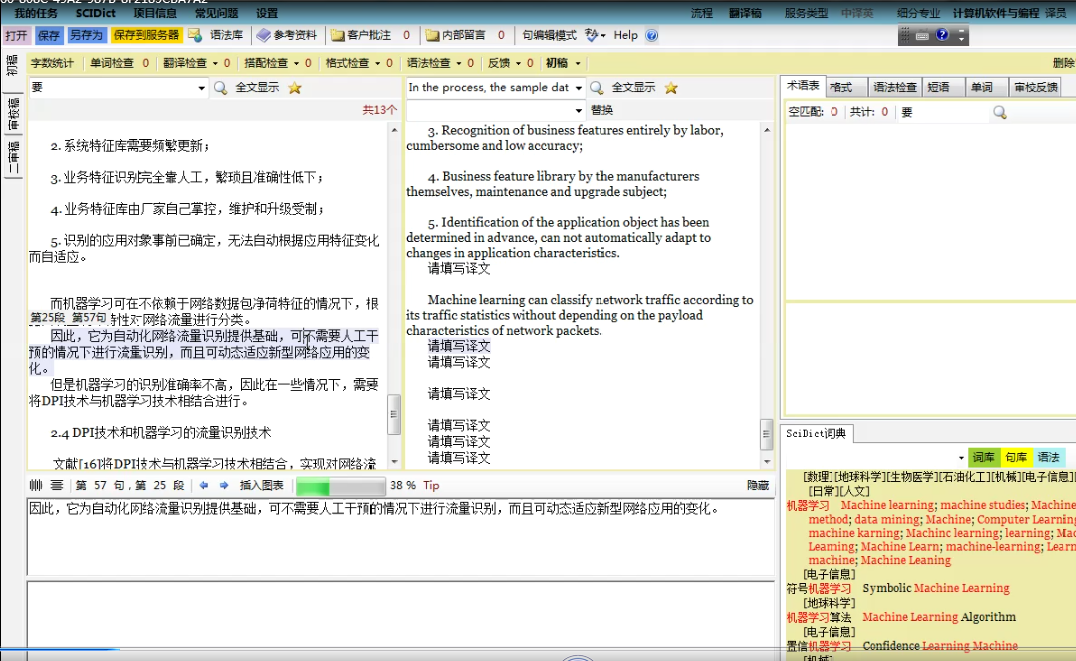 我的任务 SCIDict 项目信息 常见问题 设置 流程 翻译稿 服务类型 中译英 细分专业 计算机软件与编程 译员
打开 保存 另存为 保存到服务器 语法库 参考资料 客户批注 0 内部留言 0 句编辑模式 Help
字数统计 单词检查 0 翻译检查 0 搭配检查 0 格式检查 0 语法检查 0 反馈 0 初稿 删除
初稿
审校稿
二审稿
要 全文显示
共13个
2. 系统特征库需要频繁更新；
3. 业务特征识别完全靠人工，繁琐且准确性低下；
4. 业务特征库由厂家自己掌控，维护和升级受制；
5. 识别的应用对象事前已确定，无法自动根据应用特征变化
而自适应。
而机器学习可在不依赖于网络数据包净荷特征的情况下，根
第25段 第57句
特性对网络流量进行分类。
因此，它为自动化网络流量识别提供基础，可不需要人工干
预的情况下进行流量识别，而且可动态适应新型网络应用的变
化。
但是机器学习的识别准确率不高，因此在一些情况下，需要
将DPI技术与机器学习技术相结合进行。
2.4 DPI技术和机器学习的流量识别技术
文献[16]将DPI技术与机器学习技术相结合，实现对网络流
In the process, the sample dat 全文显示
替换
3. Recognition of business features entirely by labor,
cumbersome and low accuracy;
4. Business feature library by the manufacturers
themselves, maintenance and upgrade subject;
5. Identification of the application object has been
determined in advance, can not automatically adapt to
changes in application characteristics.
请填写译文
Machine learning can classify network traffic according to
its traffic statistics without depending on the payload
characteristics of network packets.
请填写译文
请填写译文
请填写译文
请填写译文
请填写译文
请填写译文
第 57 句，第 25 段 插入图表 38 % Tip 隐藏
因此，它为自动化网络流量识别提供基础，可不需要人工干预的情况下进行流量识别，而且可动态适应新型网络应用的变化。
术语表 格式 语法检查 短语 单词 审校反馈
空匹配: 0 共计: 0 要
SciDict词典
词库 句库 语法
[数理][地球科学][生物医学][石油化工][机械][电子信息]
[日常][人文]
机器学习 Machine learning; machine studies; Machine
method; data mining; Machine; Computer Learning
machine karning; Machinc learning; learning; Mac
Leaming; Machine Learn; machine-learning; Learn
machine; Machine Leaning
[电子信息]
符号机器学习 Symbolic Machine Learning
[地球科学]
机器学习算法 Machine Learning Algorithm
[电子信息]
置信机器学习 Confidence Learning Machine
[机械]